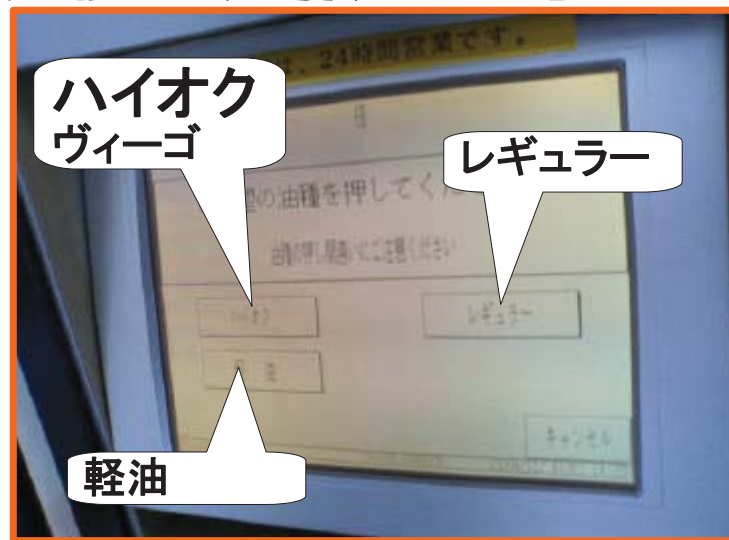 、24時間営業です。
様
ハイオク
ヴィーゴ
レギュラー
望の油種を押してくだ
油種の押し間違いにご注意ください
ハイオク
レギュラー
軽油
キャンセル
軽油